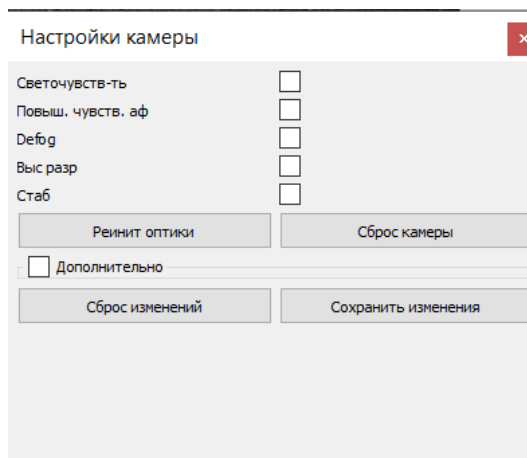 Настройки камеры
Светочувств-ть
Повыш. чувств. аф
Defog
Выс разр
Стаб
Реинит оптики Сброс камеры
Дополнительно
Сброс изменений Сохранить изменения